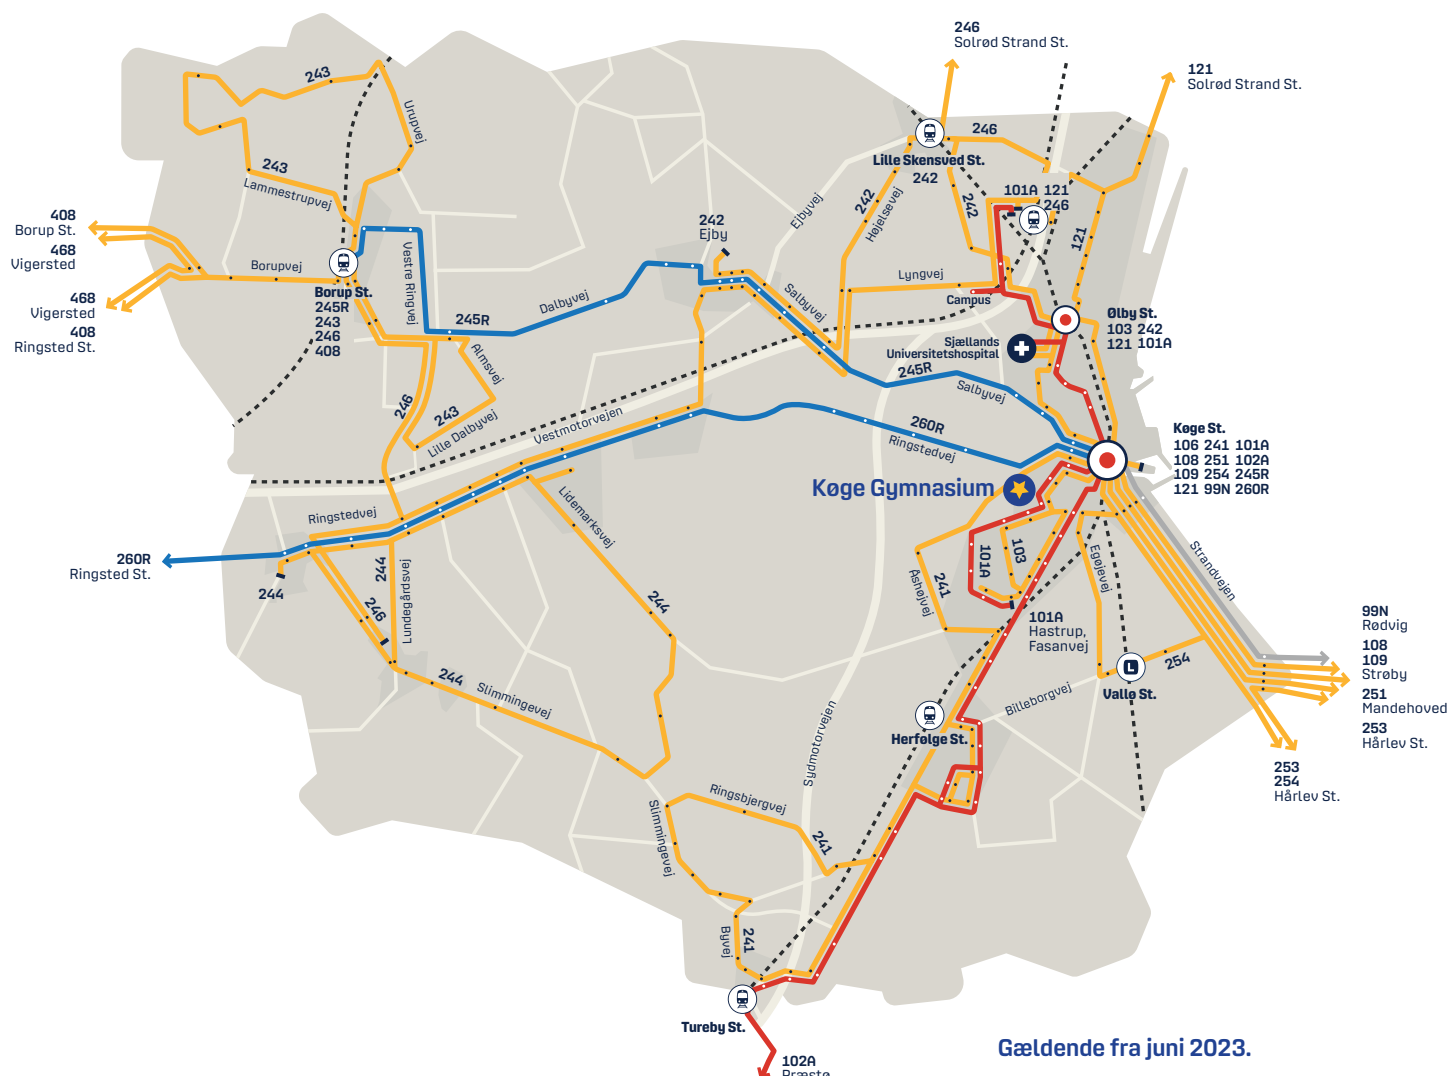 246
Solrød Strand St.
121
Solrød Strand St.
243
Urupvej
246
Lille Skensved St.
242
243
Lammestrupvej
242
Højelsevej
Ejbyvej
242
101A 121
246
121
408
Borup St.
468
Vigersted
242
Ejby
Borupvej
Vestre Ringvej
Lyngvej
Campus
Salbyvej
468
Vigersted
408
Ringsted St.
Borup St.
245R
243
246
408
245R
Dalbyvej
Ølby St.
103 242
121 101A
Sjællands
Universitetshospital
Almsvej
245R
Salbyvej
246
243
Lille Dalbyvej
Vestmotorvejen
260R
Ringstedvej
Køge St.
106 241 101A
108 251 102A
109 254 245R
121 99N 260R
Køge Gymnasium
Ringstedvej
Lidemarksvej
260R
Ringsted St.
244
244
Lundegårdsvej
246
244
101A
103
241
Åshøjvej
Egøjevej
Strandvejen
101A
Hastrup,
Fasanvej
99N
Rødvig
108
109
Strøby
251
Mandehoved
253
Hårlev St.
254
Vallø St.
244
Slimmingevej
Billeborgvej
Sydmotorvejen
Herfølge St.
253
254
Hårlev St.
Ringsbjergvej
Slimmingevej
241
Byvej
241
Tureby St.
102A
Præstø
Gældende fra juni 2023.